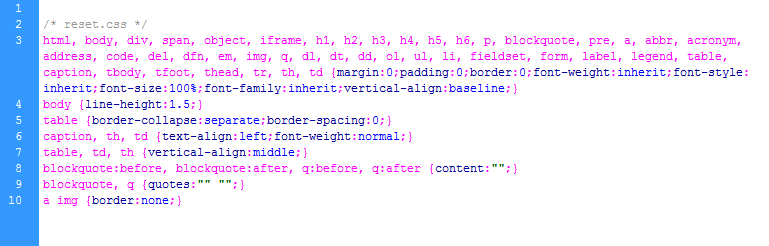 1
2 /* reset.css */
3 html, body, div, span, object, iframe, h1, h2, h3, h4, h5, h6, p, blockquote, pre, a, abbr, acronym,
address, code, del, dfn, em, img, q, dl, dt, dd, ol, ul, li, fieldset, form, label, legend, table,
caption, tbody, tfoot, thead, tr, th, td {margin:0;padding:0;border:0;font-weight:inherit;font-style:
inherit;font-size:100%;font-family:inherit;vertical-align:baseline;}
4 body {line-height:1.5;}
5 table {border-collapse:separate;border-spacing:0;}
6 caption, th, td {text-align:left;font-weight:normal;}
7 table, td, th {vertical-align:middle;}
8 blockquote:before, blockquote:after, q:before, q:after {content:"";}
9 blockquote, q {quotes:"" "";}
10 a img {border:none;}